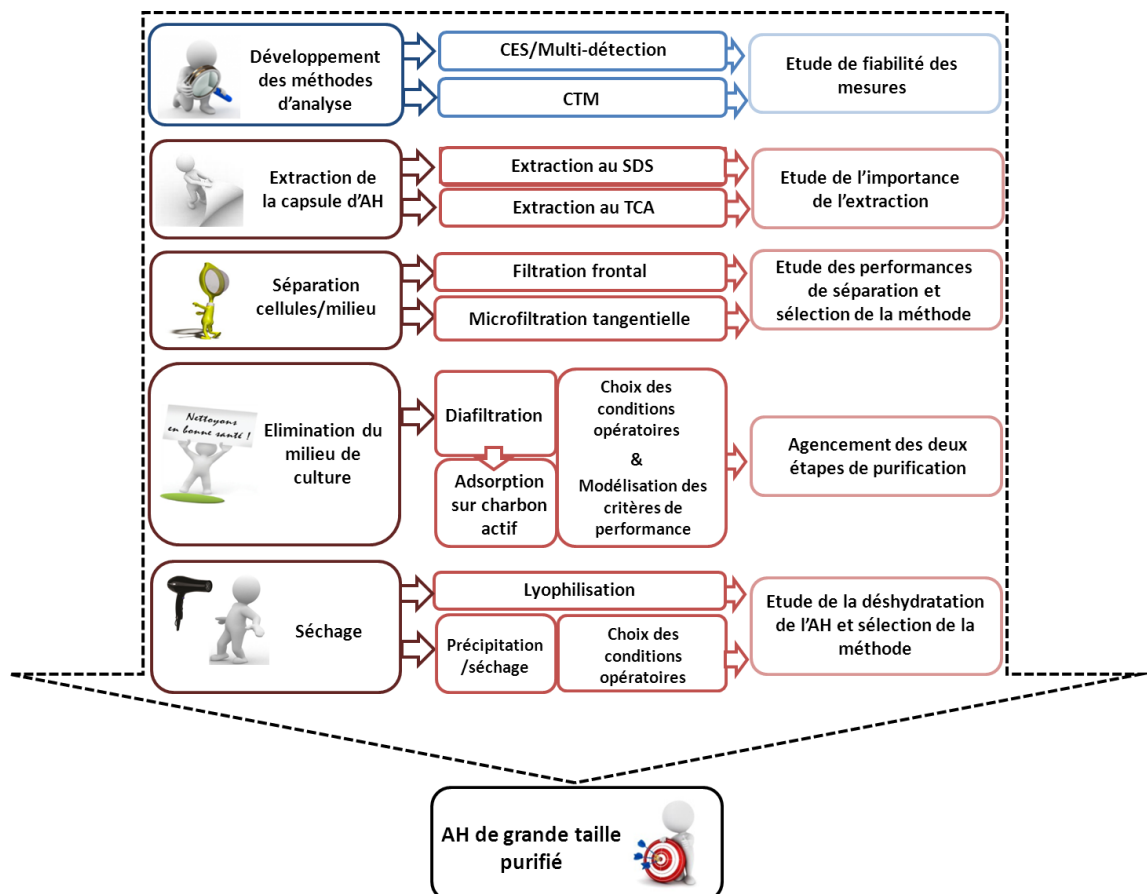 Développement
des méthodes
d'analyse
CES/Multi-détection
CTM
Etude de fiabilité des
mesures
Extraction de
la capsule d'AH
Extraction au SDS
Extraction au TCA
Etude de l'importance
de l'extraction
Séparation
cellules/milieu
Filtration frontal
Microfiltration tangentielle
Etude des performances
de séparation et
sélection de la méthode
Nettoyons
en bonne santé !
Elimination du
milieu de
culture
Diafiltration
Adsorption
sur charbon
actif
Choix des
conditions
opératoires
&
Modélisation des
critères de
performance
Agencement des deux
étapes de purification
Séchage
Lyophilisation
Précipitation
/séchage
Choix des
conditions
opératoires
Etude de la déshydratation
de l'AH et sélection de la
méthode
AH de grande taille
purifié